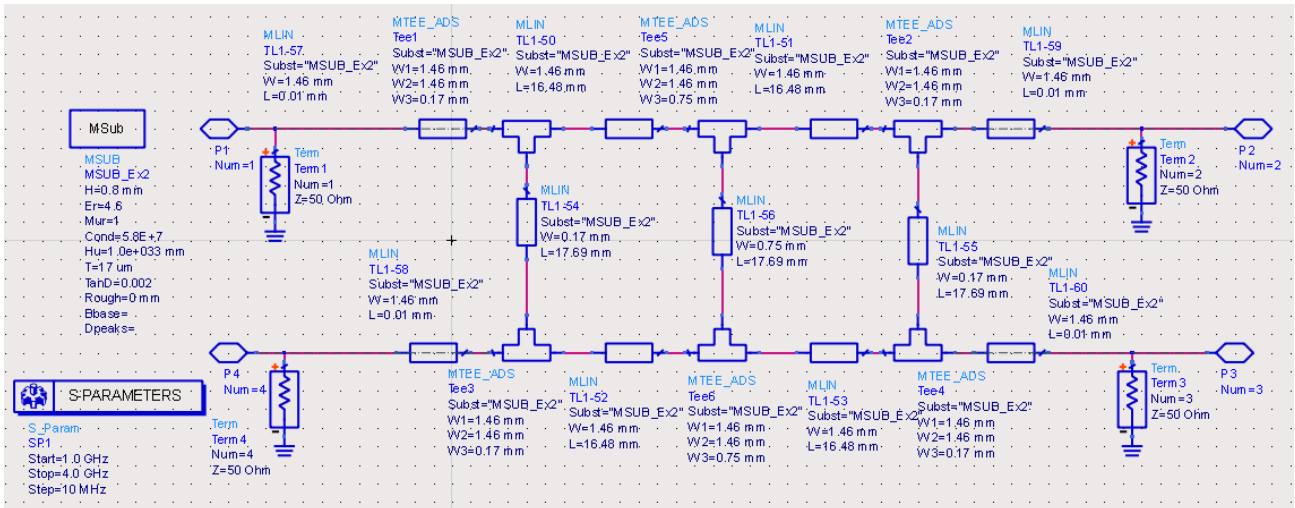 MLIN
TL1-57
Subst="MSUB_Ex2"
W=1.46 mm
L=0.01 mm
MTEE_ADS
Tee1
Subst="MSUB_Ex2"
W1=1.46 mm
W2=1.46 mm
W3=0.17 mm
MLIN
TL1-50
Subst="MSUB_Ex2"
W=1.46 mm
L=16.48 mm
MTEE_ADS
Tee5
Subst="MSUB_Ex2"
W1=1.46 mm
W2=1.46 mm
W3=0.75 mm
MLIN
TL1-51
Subst="MSUB_Ex2"
W=1.46 mm
L=16.48 mm
MTEE_ADS
Tee2
Subst="MSUB_Ex2"
W1=1.46 mm
W2=1.46 mm
W3=0.17 mm
MLIN
TL1-59
Subst="MSUB_Ex2"
W=1.46 mm
L=0.01 mm
MSub
MSUB
MSUB_Ex2
H=0.8 mm
Er=4.6
Mur=1
Cond=5.8E+7
Hu=1.0e+033 mm
T=17 um
TanD=0.002
Rough=0 mm
Bbase=
Dpeaks=
P1
Num=1
Term
Term1
Num=1
Z=50 Ohm
MLIN
TL1-54
Subst="MSUB_Ex2"
W=0.17 mm
L=17.69 mm
MLIN
TL1-56
Subst="MSUB_Ex2"
W=0.75 mm
L=17.69 mm
MLIN
TL1-55
Subst="MSUB_Ex2"
W=0.17 mm
L=17.69 mm
Term
Term2
Num=2
Z=50 Ohm
P2
Num=2
MLIN
TL1-58
Subst="MSUB_Ex2"
W=1.46 mm
L=0.01 mm
MLIN
TL1-60
Subst="MSUB_Ex2"
W=1.46 mm
L=0.01 mm
P4
Num=4
Term
Term4
Num=4
Z=50 Ohm
MTEE_ADS
Tee3
Subst="MSUB_Ex2"
W1=1.46 mm
W2=1.46 mm
W3=0.17 mm
MLIN
TL1-52
Subst="MSUB_Ex2"
W=1.46 mm
L=16.48 mm
MTEE_ADS
Tee6
Subst="MSUB_Ex2"
W1=1.46 mm
W2=1.46 mm
W3=0.75 mm
MLIN
TL1-53
Subst="MSUB_Ex2"
W=1.46 mm
L=16.48 mm
MTEE_ADS
Tee4
Subst="MSUB_Ex2"
W1=1.46 mm
W2=1.46 mm
W3=0.17 mm
Term
Term3
Num=3
Z=50 Ohm
P3
Num=3
S-PARAMETERS
S_Param
SP1
Start=1.0 GHz
Stop=4.0 GHz
Step=10 MHz